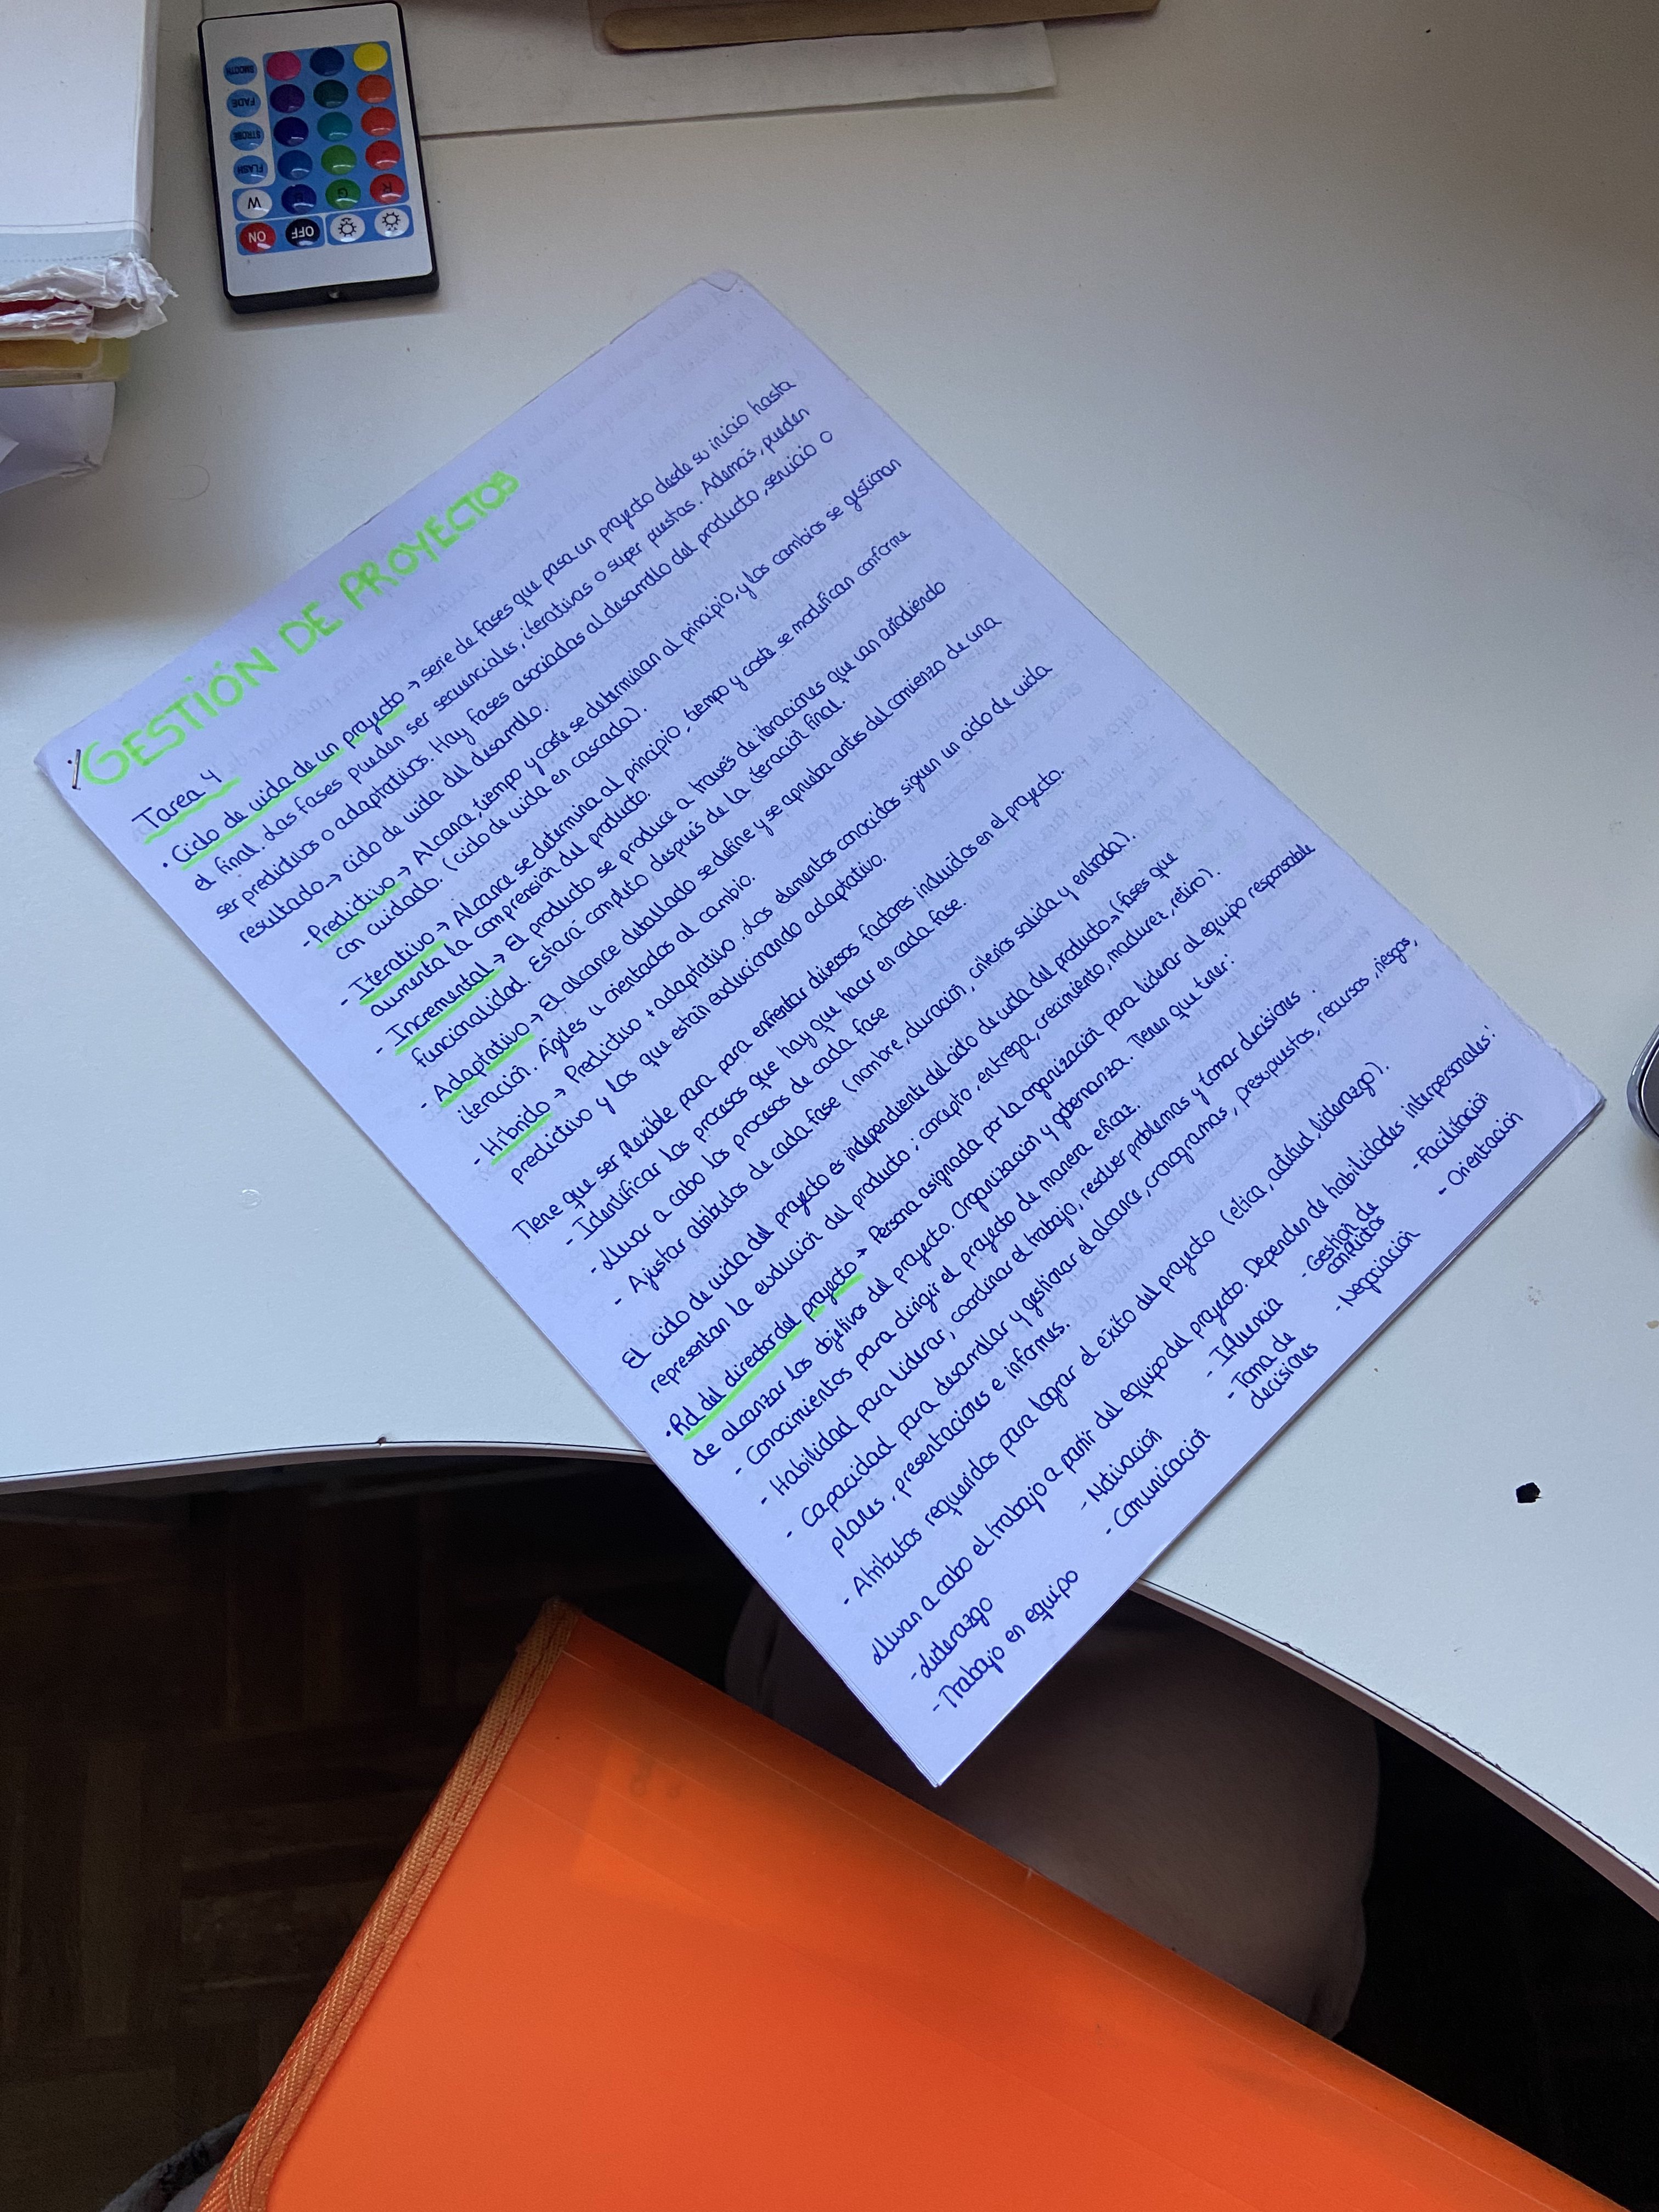 SMOOTH
FADE
STROBE
FLASH
W
G
R
ON
OFF
GESTIÓN DE PROYECTOS
Tarea 4
· Ciclo de vida de un proyecto → serie de fases que pasa un proyecto desde su inicio hasta
el final. Las fases pueden ser secuenciales, iterativas o super puestas. Además, pueden
ser predictivos o adaptativos. Hay fases asociadas al desarrollo del producto, servicio o
resultado → ciclo de vida del desarrollo.
- Predictivo → Alcance, tiempo y coste se determinan al principio, y los cambios se gestionan
con cuidado. (ciclo de vida en cascada).
- Iterativo → Alcance se determina al principio, tiempo y coste se modifican conforme
aumenta la comprensión del producto.
- Incremental → El producto se produce a través de iteraciones que van añadiendo
funcionalidad. Estará completo después de la iteración final.
- Adaptativo → El alcance detallado se define y se aprueba antes del comienzo de una
iteración. Ágiles u orientados al cambio.
- Híbrido → Predictivo + adaptativo. Los elementos conocidos siguen un ciclo de vida
predictivo y los que están evolucionando adaptativo.
Tiene que ser flexible para para enfrentar diversos factores incluidos en el proyecto.
- Identificar los procesos que hay que hacer en cada fase.
- Llevar a cabo los procesos de cada fase
- Ajustar atributos de cada fase (nombre, duración, criterios salida y entrada).
El ciclo de vida del proyecto es independiente del ciclo de vida del producto → (fases que
representan la evolución del producto; concepto, entrega, crecimiento, madurez, retiro).
· Rol del director del proyecto → Persona asignada por la organización para liderar al equipo responsable
de alcanzar los objetivos del proyecto. Organización y gobernanza. Tienen que tener:
- Conocimientos para dirigir el proyecto de manera eficaz.
- Habilidad para liderar, coordinar el trabajo, resolver problemas y tomar decisiones.
- Capacidad para desarrollar y gestionar el alcance, cronogramas, presupuestos, recursos, riesgos,
planes, presentaciones e informes.
- Atributos requeridos para lograr el éxito del proyecto (ética, actitud, liderazgo).
Llevan a cabo el trabajo a partir del equipo del proyecto. Dependen de habilidades interpersonales:
- Liderazgo
- Trabajo en equipo
- Motivación
- Comunicación
- Influencia
- Toma de
decisiones
- Gestión de
conflictos
- Negociación
- Facilitación
- Orientación